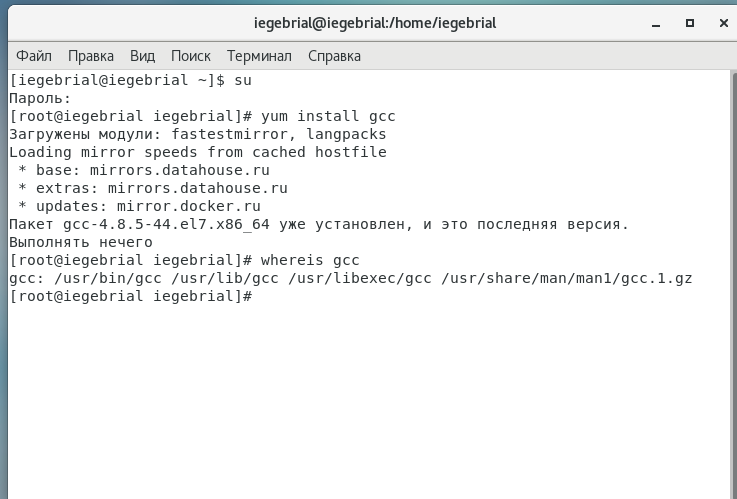 iegebrial@iegebrial:/home/iegebrial
Файл Правка Вид Поиск Терминал Справка
[iegebrial@iegebrial ~]$ su
Пароль:
[root@iegebrial iegebrial]# yum install gcc
Загружены модули: fastestmirror, langpacks
Loading mirror speeds from cached hostfile
 * base: mirrors.datahouse.ru
 * extras: mirrors.datahouse.ru
 * updates: mirror.docker.ru
Пакет gcc-4.8.5-44.el7.x86_64 уже установлен, и это последняя версия.
Выполнять нечего
[root@iegebrial iegebrial]# whereis gcc
gcc: /usr/bin/gcc /usr/lib/gcc /usr/libexec/gcc /usr/share/man/man1/gcc.1.gz
[root@iegebrial iegebrial]#